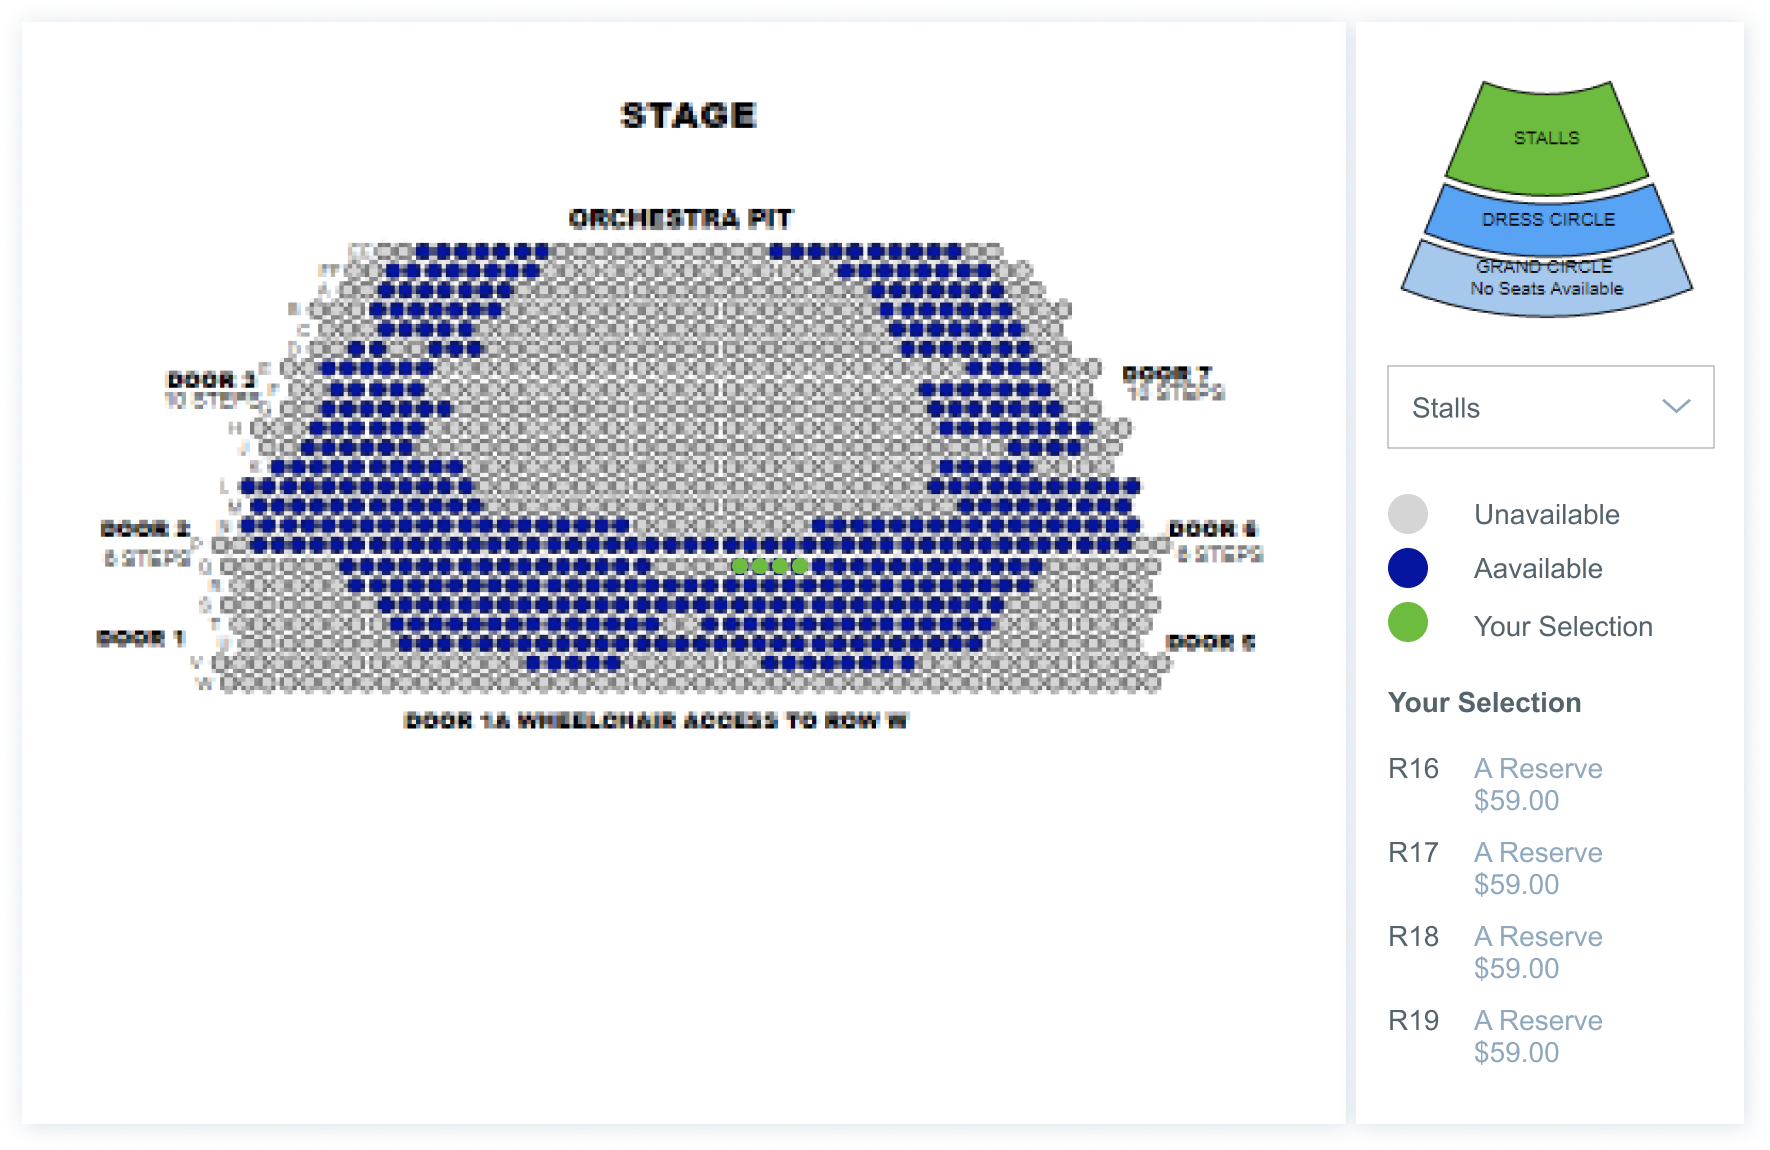 STAGE
ORCHESTRA PIT
FF
A
B
C
D
E
DOOR 3
F
10 STEPS
G
H
J
K
L
M
N
DOOR 2
P
6 STEPS
Q
R
S
T
DOOR 1
U
V
W
DOOR 7
10 STEPS
DOOR 6
6 STEPS
DOOR 5
DOOR 1A WHEELCHAIR ACCESS TO ROW W
STALLS
DRESS CIRCLE
GRAND CIRCLE
No Seats Available
Stalls
Unavailable
Aavailable
Your Selection
Your Selection
R16 A Reserve
$59.00
R17 A Reserve
$59.00
R18 A Reserve
$59.00
R19 A Reserve
$59.00